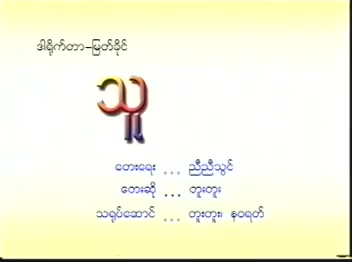 ဒါရိုက်တာ-မြတ်ခိုင်
သူ
တေးရေး ... ညီညီသွင်
တေးဆို ... တူးတူး
သရုပ်ဆောင် ... တူးတူး၊ နဝရတ်